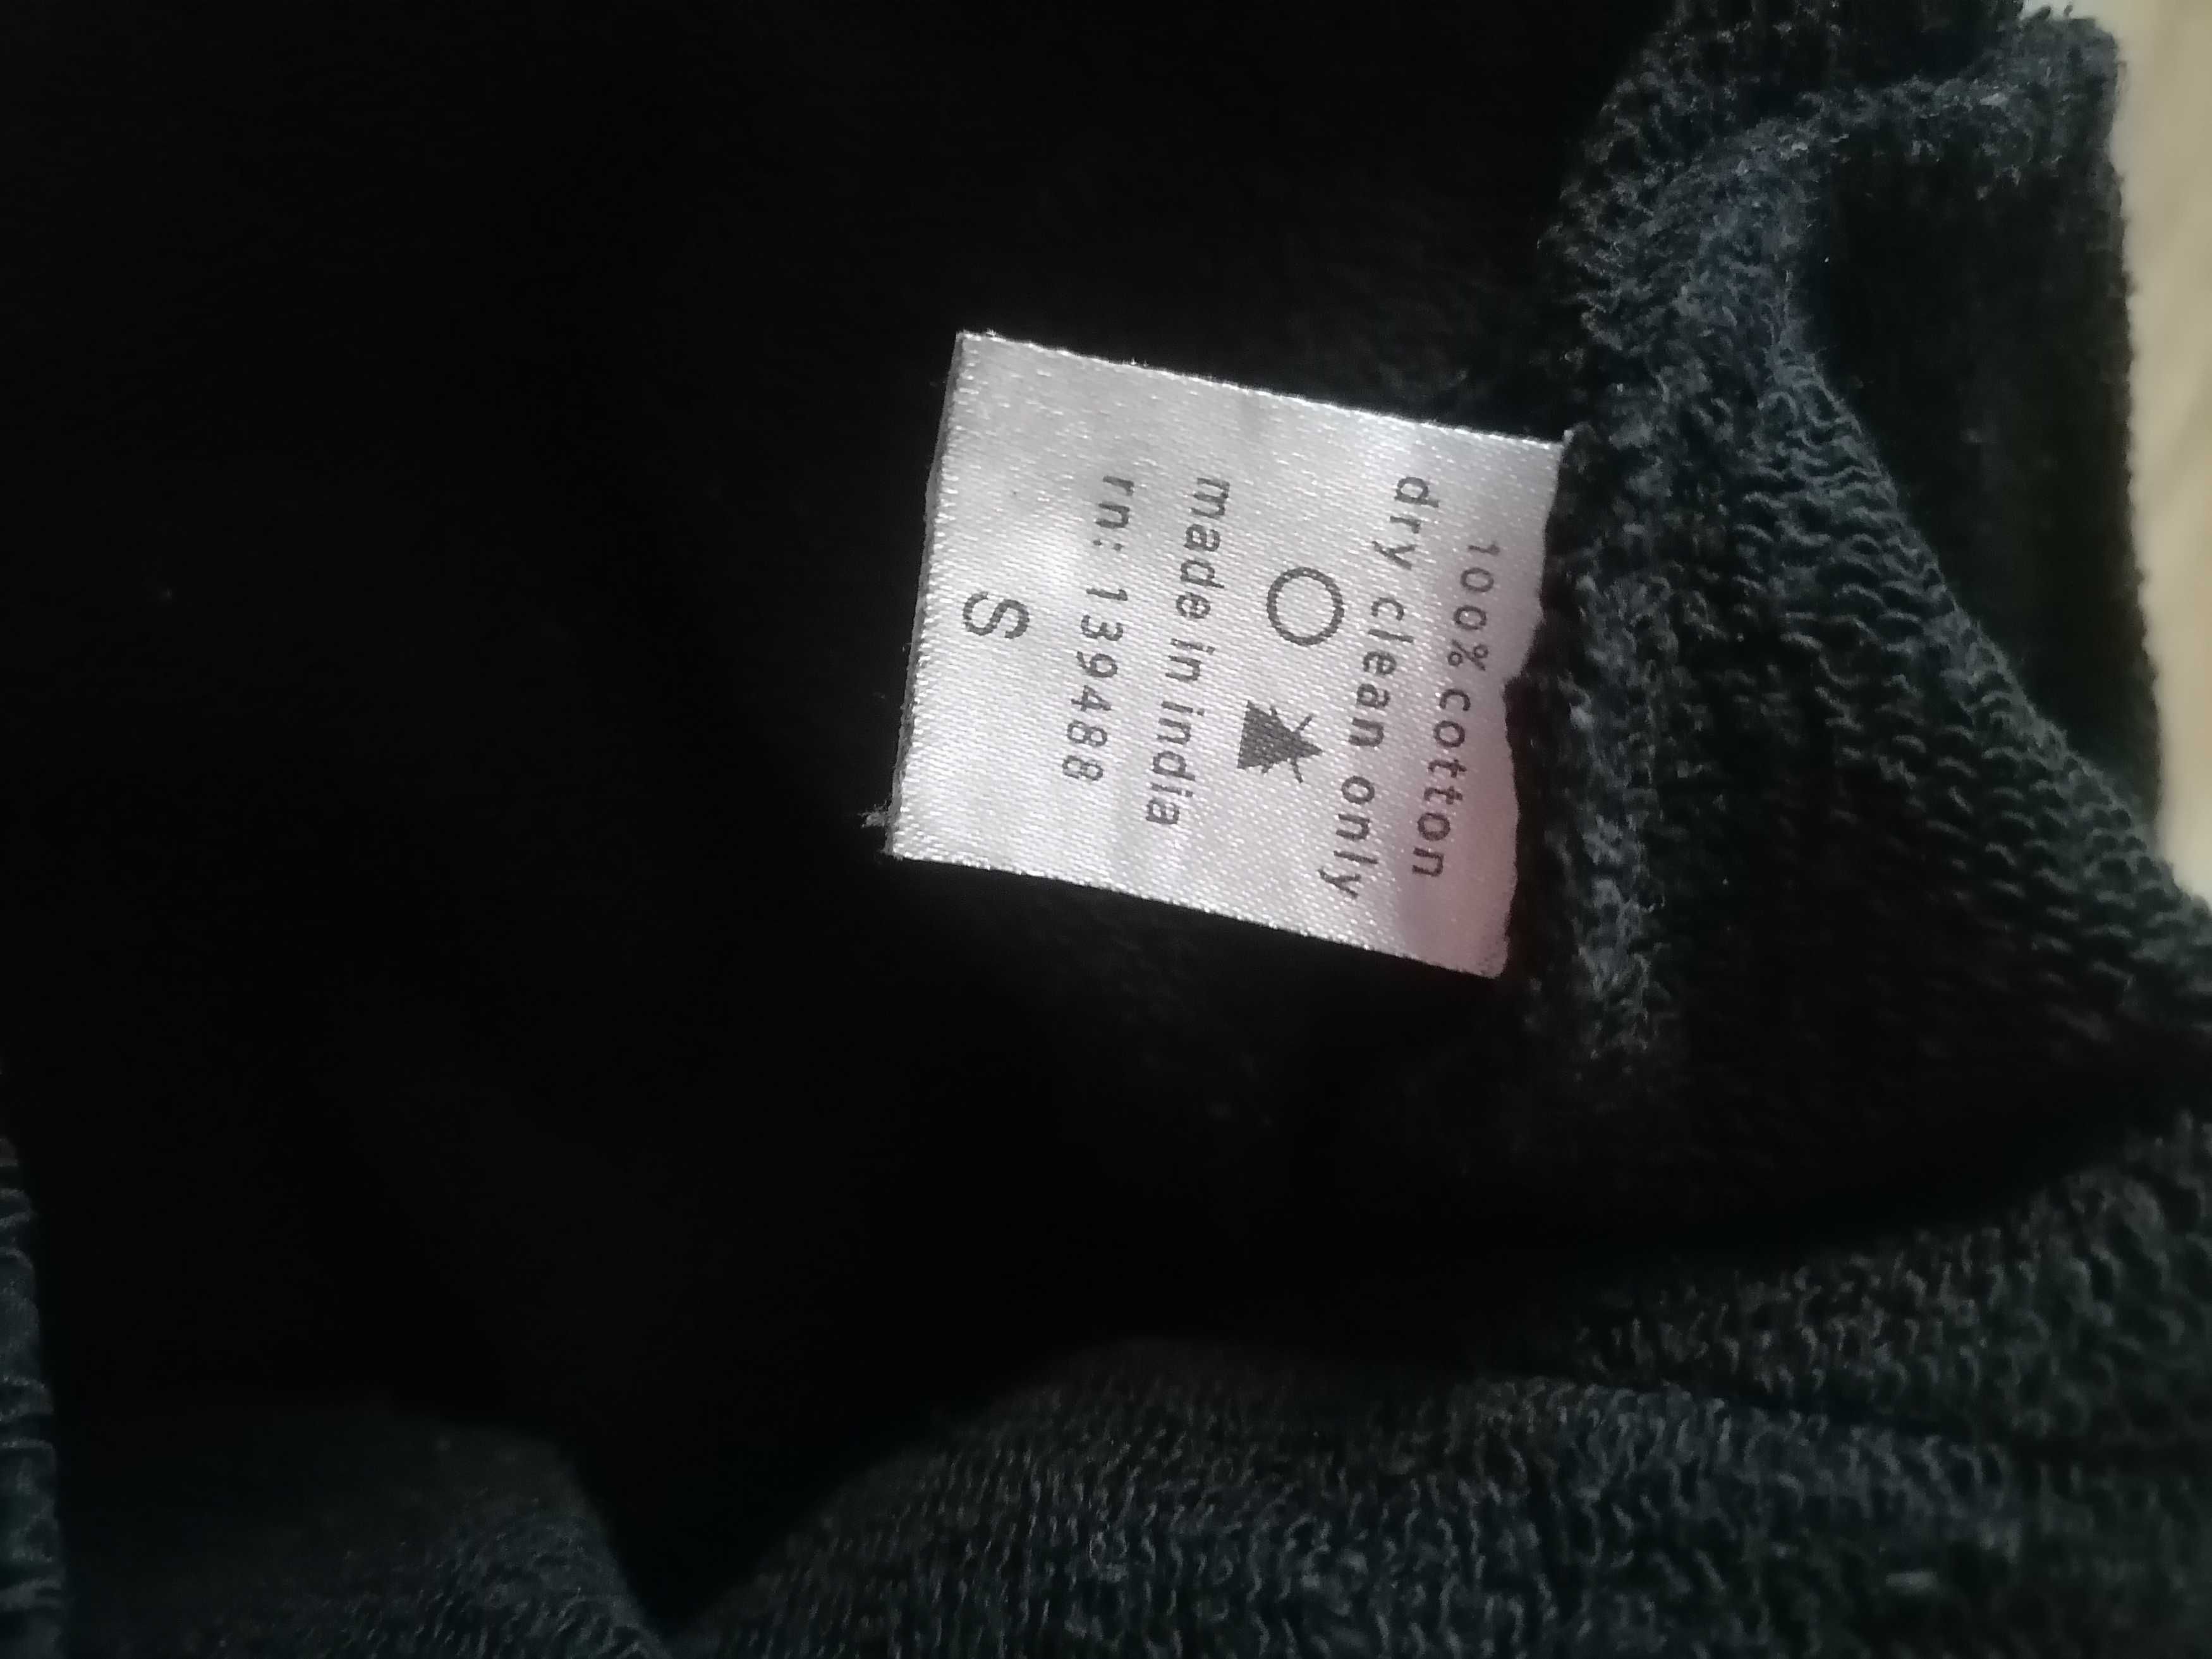 100% cotton
dry clean only
made in india
rn: 139488
S